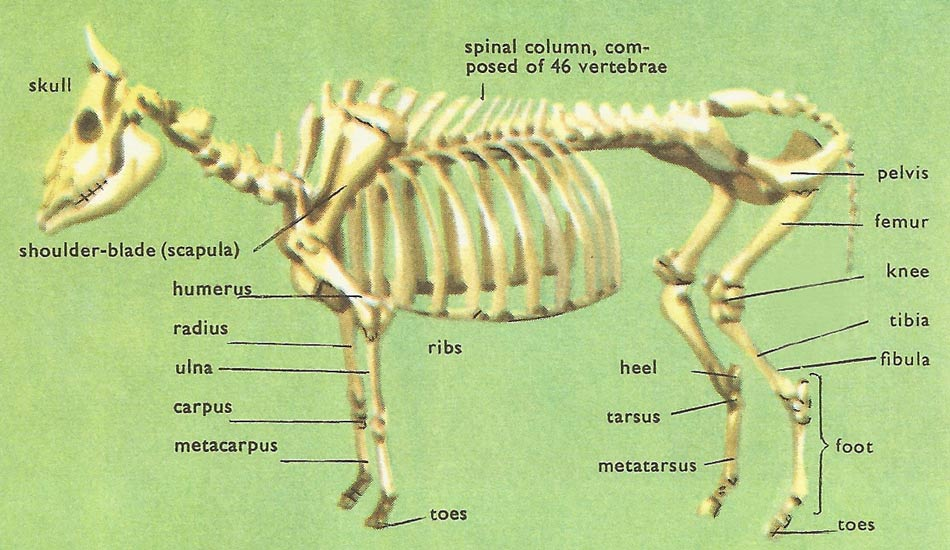 spinal column, com-
posed of 46 vertebrae
skull
pelvis
femur
shoulder-blade (scapula)
knee
humerus
tibia
radius
ribs
fibula
ulna
heel
carpus
tarsus
metacarpus
foot
metatarsus
toes
toes